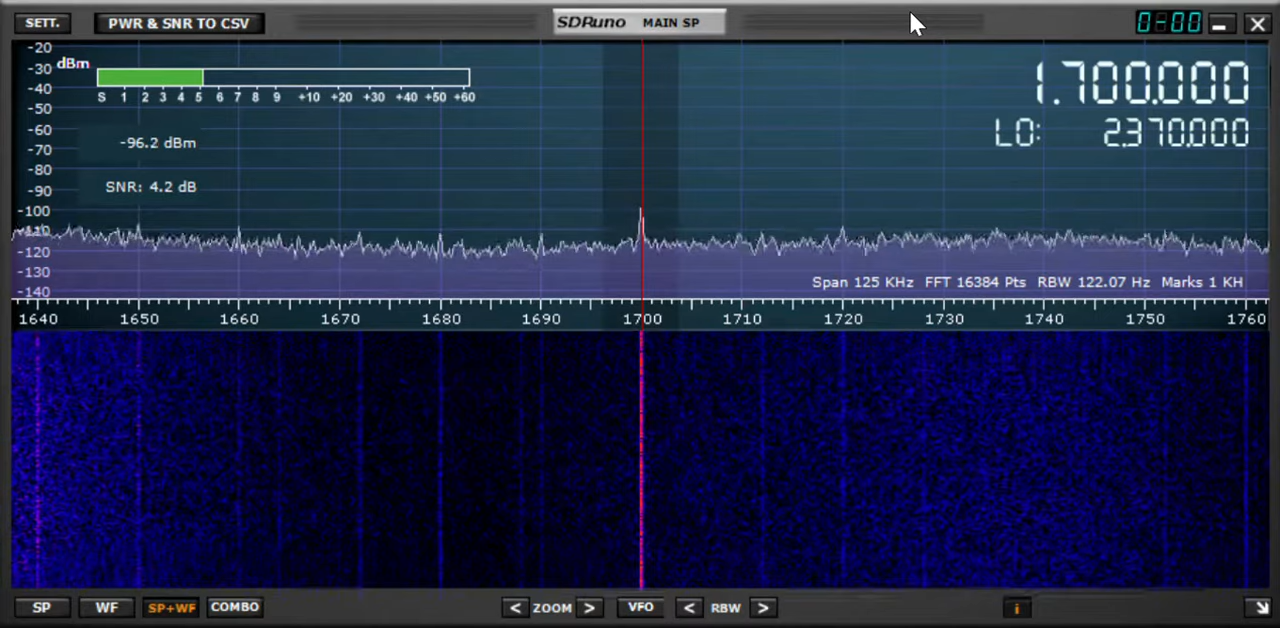 SETT. PWR & SNR TO CSV SDRuno MAIN SP 0-00
-20
-30 dBm
-40
S 1 2 3 4 5 6 7 8 9 +10 +20 +30 +40 +50 +60
1.700.000
-50
-60
LO: 2.370.000
-96.2 dBm
-70
-80
SNR: 4.2 dB
-90
-100
-110
-120
-130
Span 125 KHz FFT 16384 Pts RBW 122.07 Hz Marks 1 KH
-140
1640 1650 1660 1670 1680 1690 1700 1710 1720 1730 1740 1750 1760
SP WF SP+WF COMBO < ZOOM > VFO < RBW > i